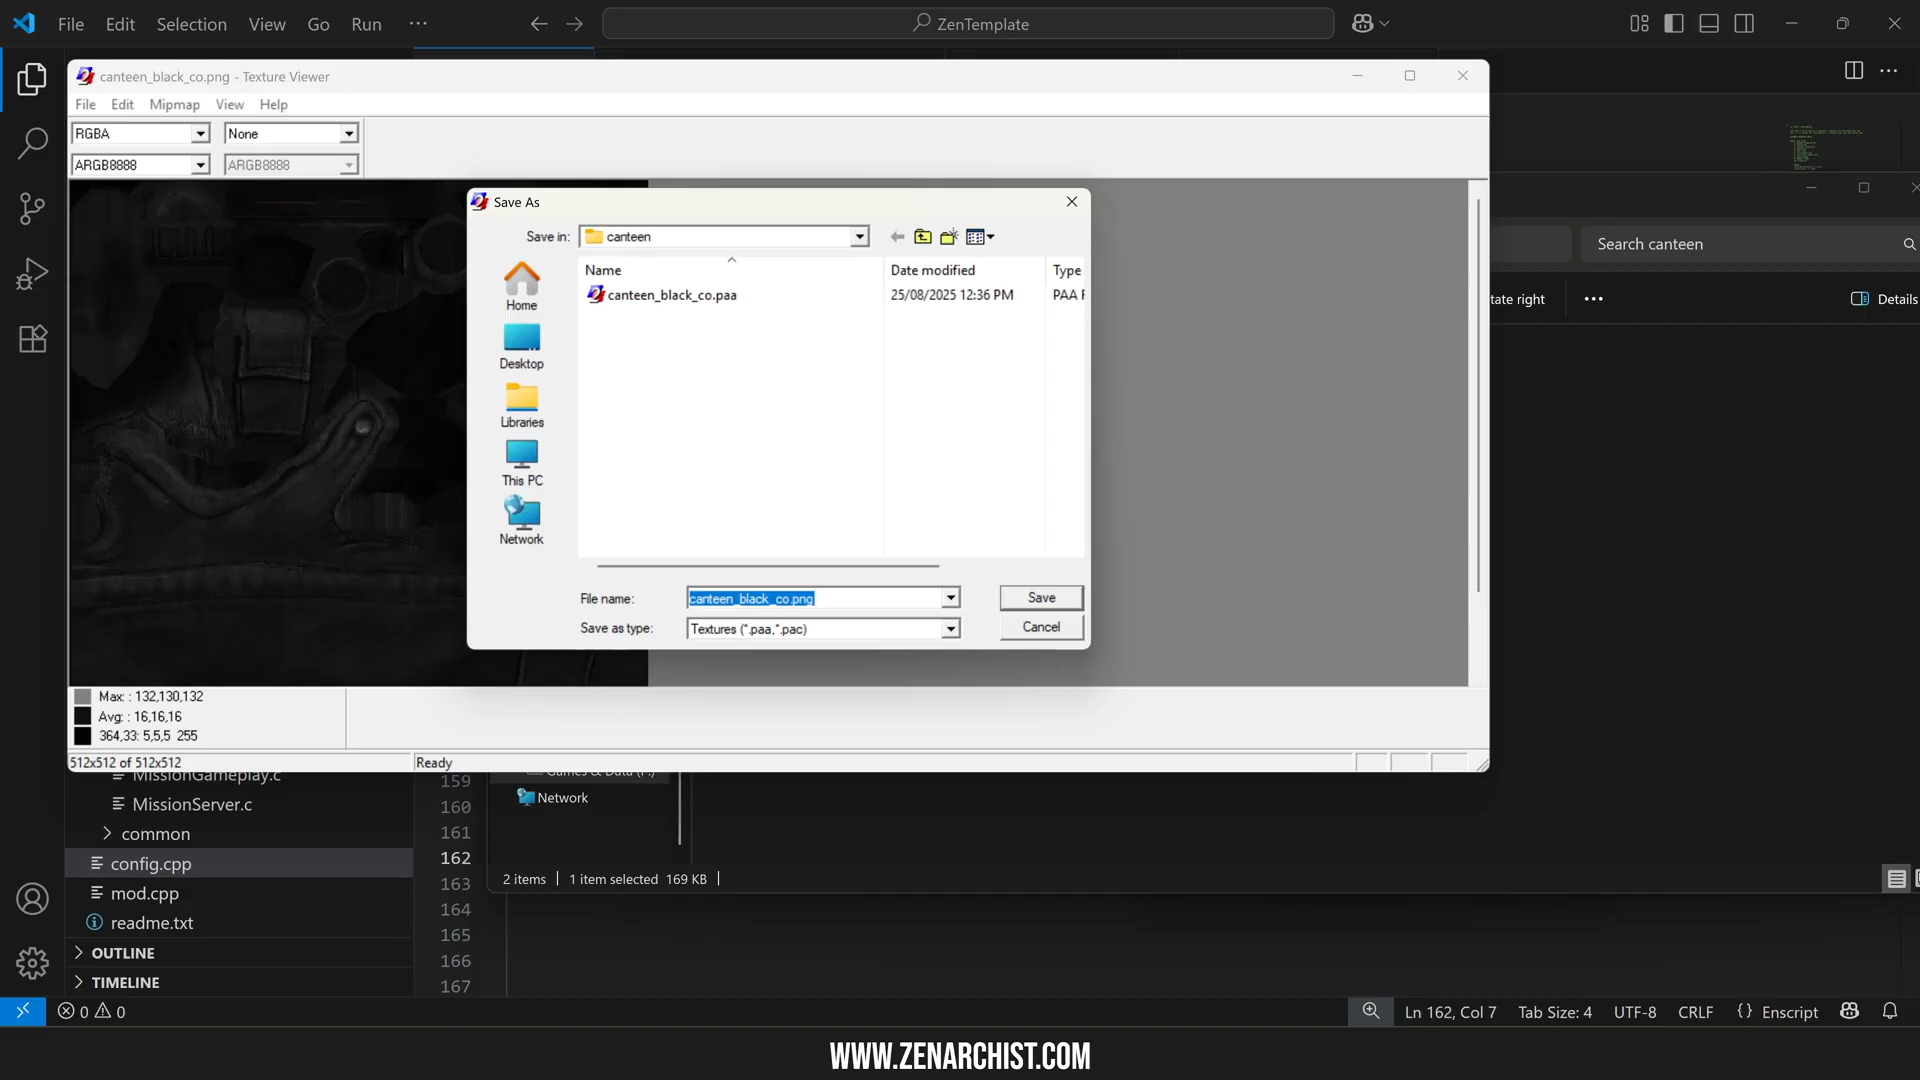 File Edit Selection View Go Run ···
ZenTemplate
canteen_black_co.png - Texture Viewer
File Edit Mipmap View Help
RGBA None
ARGB8888 ARGB8888
Save As
Save in: canteen
Name Date modified Type
canteen_black_co.paa 25/08/2025 12:36 PM PAA F
Home
Desktop
Libraries
This PC
Network
File name: canteen_black_co.png Save
Save as type: Textures (*.paa,*.pac) Cancel
Search canteen
tate right ··· Details
Max: : 132,130,132
Avg: : 16,16,16
364,33: 5,5,5 255
512x512 of 512x512 Ready
MissionGameplay.c
MissionServer.c
common
config.cpp
mod.cpp
readme.txt
OUTLINE
TIMELINE
159
160
161
162
163
164
165
166
167
Games & Data (F:)
Network
2 items 1 item selected 169 KB
0 0
Ln 162, Col 7 Tab Size: 4 UTF-8 CRLF {} Enscript
WWW.ZENARCHIST.COM